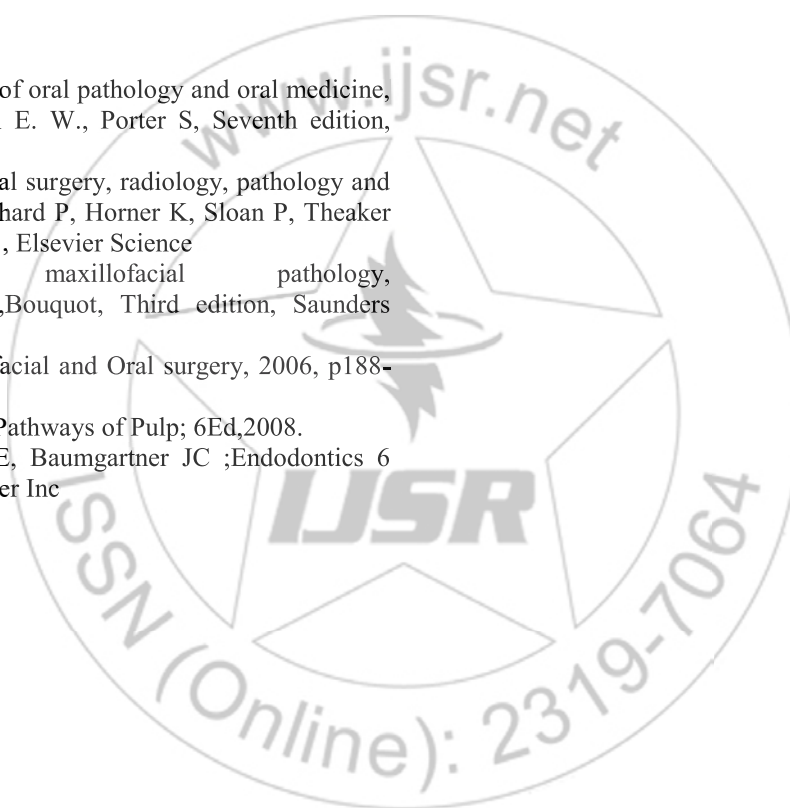 of oral pathology and oral medicine,
E. W., Porter S, Seventh edition,
al surgery, radiology, pathology and
hard P, Horner K, Sloan P, Theaker
, Elsevier Science
maxillofacial pathology,
,Bouquot, Third edition, Saunders
facial and Oral surgery, 2006, p188-
Pathways of Pulp; 6Ed,2008.
E, Baumgartner JC ;Endodontics 6
er Inc
www.ijsr.net
IJSR
ISSN (Online): 2319-7064